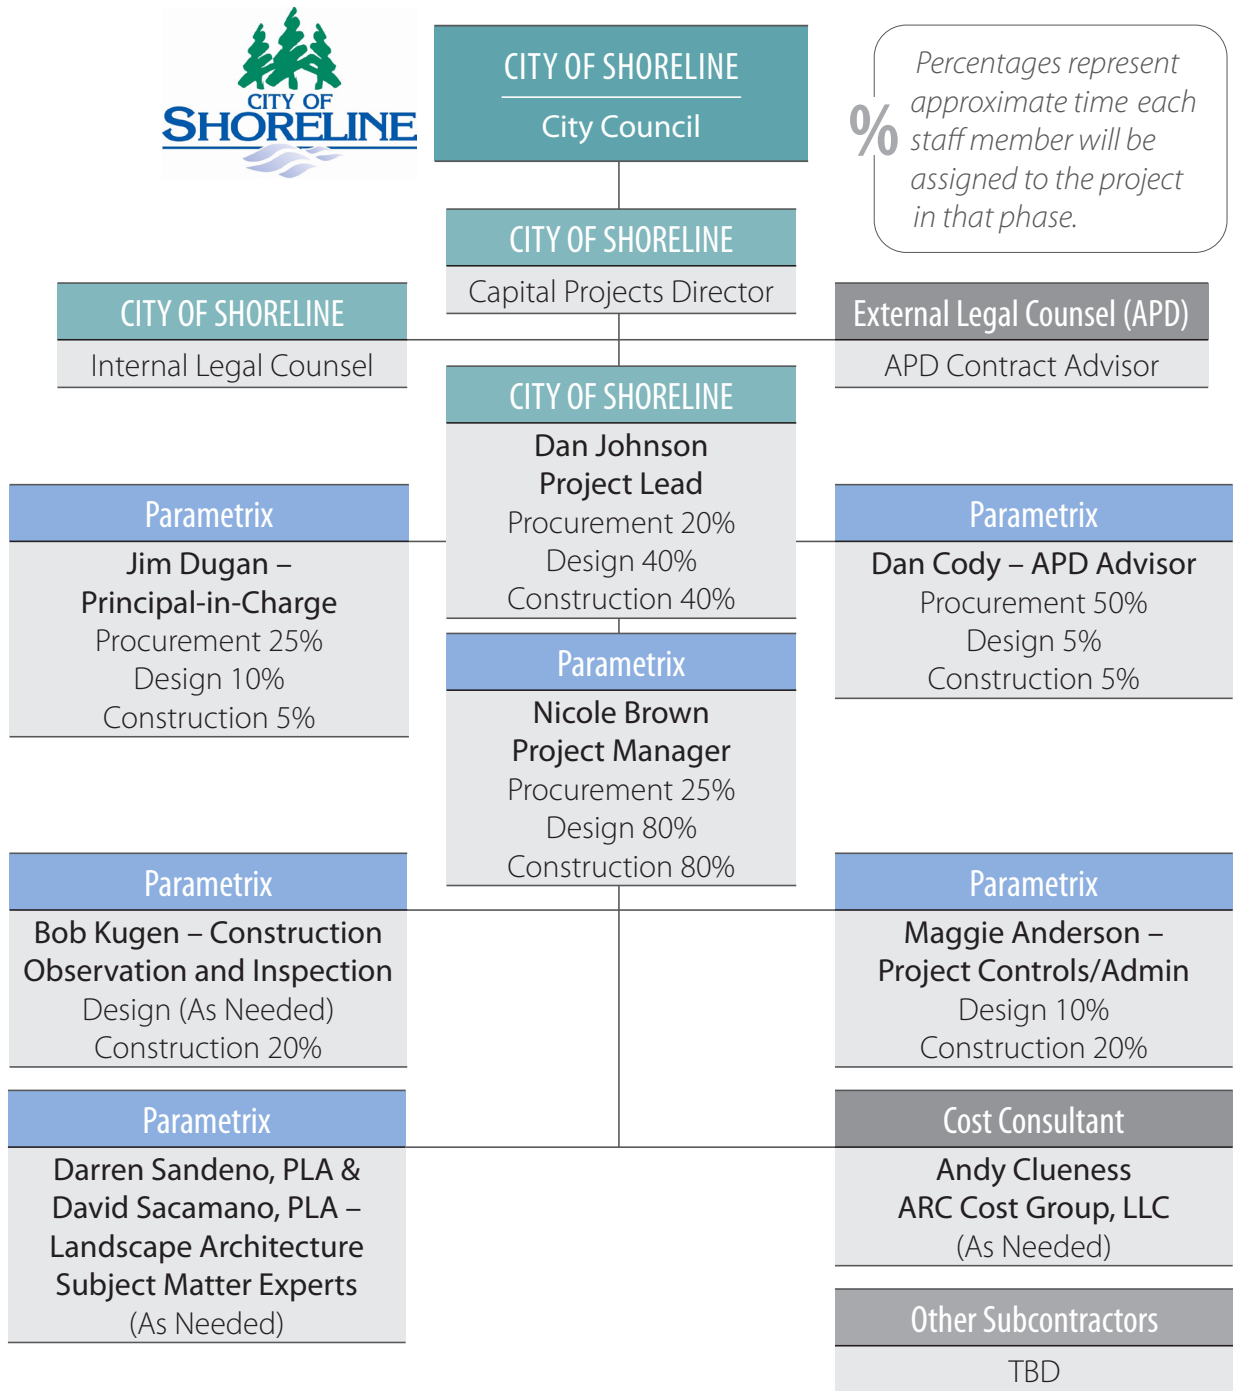 CITY OF
SHORELINE
CITY OF SHORELINE
City Council
%
Percentages represent
approximate time each
staff member will be
assigned to the project
in that phase.
CITY OF SHORELINE
Capital Projects Director
CITY OF SHORELINE
Internal Legal Counsel
External Legal Counsel (APD)
APD Contract Advisor
CITY OF SHORELINE
Dan Johnson
Project Lead
Procurement 20%
Design 40%
Construction 40%
Parametrix
Jim Dugan –
Principal-in-Charge
Procurement 25%
Design 10%
Construction 5%
Parametrix
Dan Cody – APD Advisor
Procurement 50%
Design 5%
Construction 5%
Parametrix
Nicole Brown
Project Manager
Procurement 25%
Design 80%
Construction 80%
Parametrix
Bob Kugen – Construction
Observation and Inspection
Design (As Needed)
Construction 20%
Parametrix
Maggie Anderson –
Project Controls/Admin
Design 10%
Construction 20%
Parametrix
Darren Sandeno, PLA &
David Sacamano, PLA –
Landscape Architecture
Subject Matter Experts
(As Needed)
Cost Consultant
Andy Clueness
ARC Cost Group, LLC
(As Needed)
Other Subcontractors
TBD